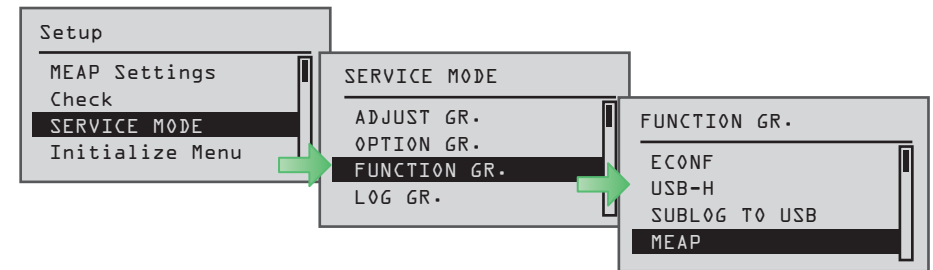 Setup
MEAP Settings
Check
SERVICE MODE
Initialize Menu
SERVICE MODE
ADJUST GR.
OPTION GR.
FUNCTION GR.
LOG GR.
FUNCTION GR.
ECONF
USB-H
SUBLOG TO USB
MEAP